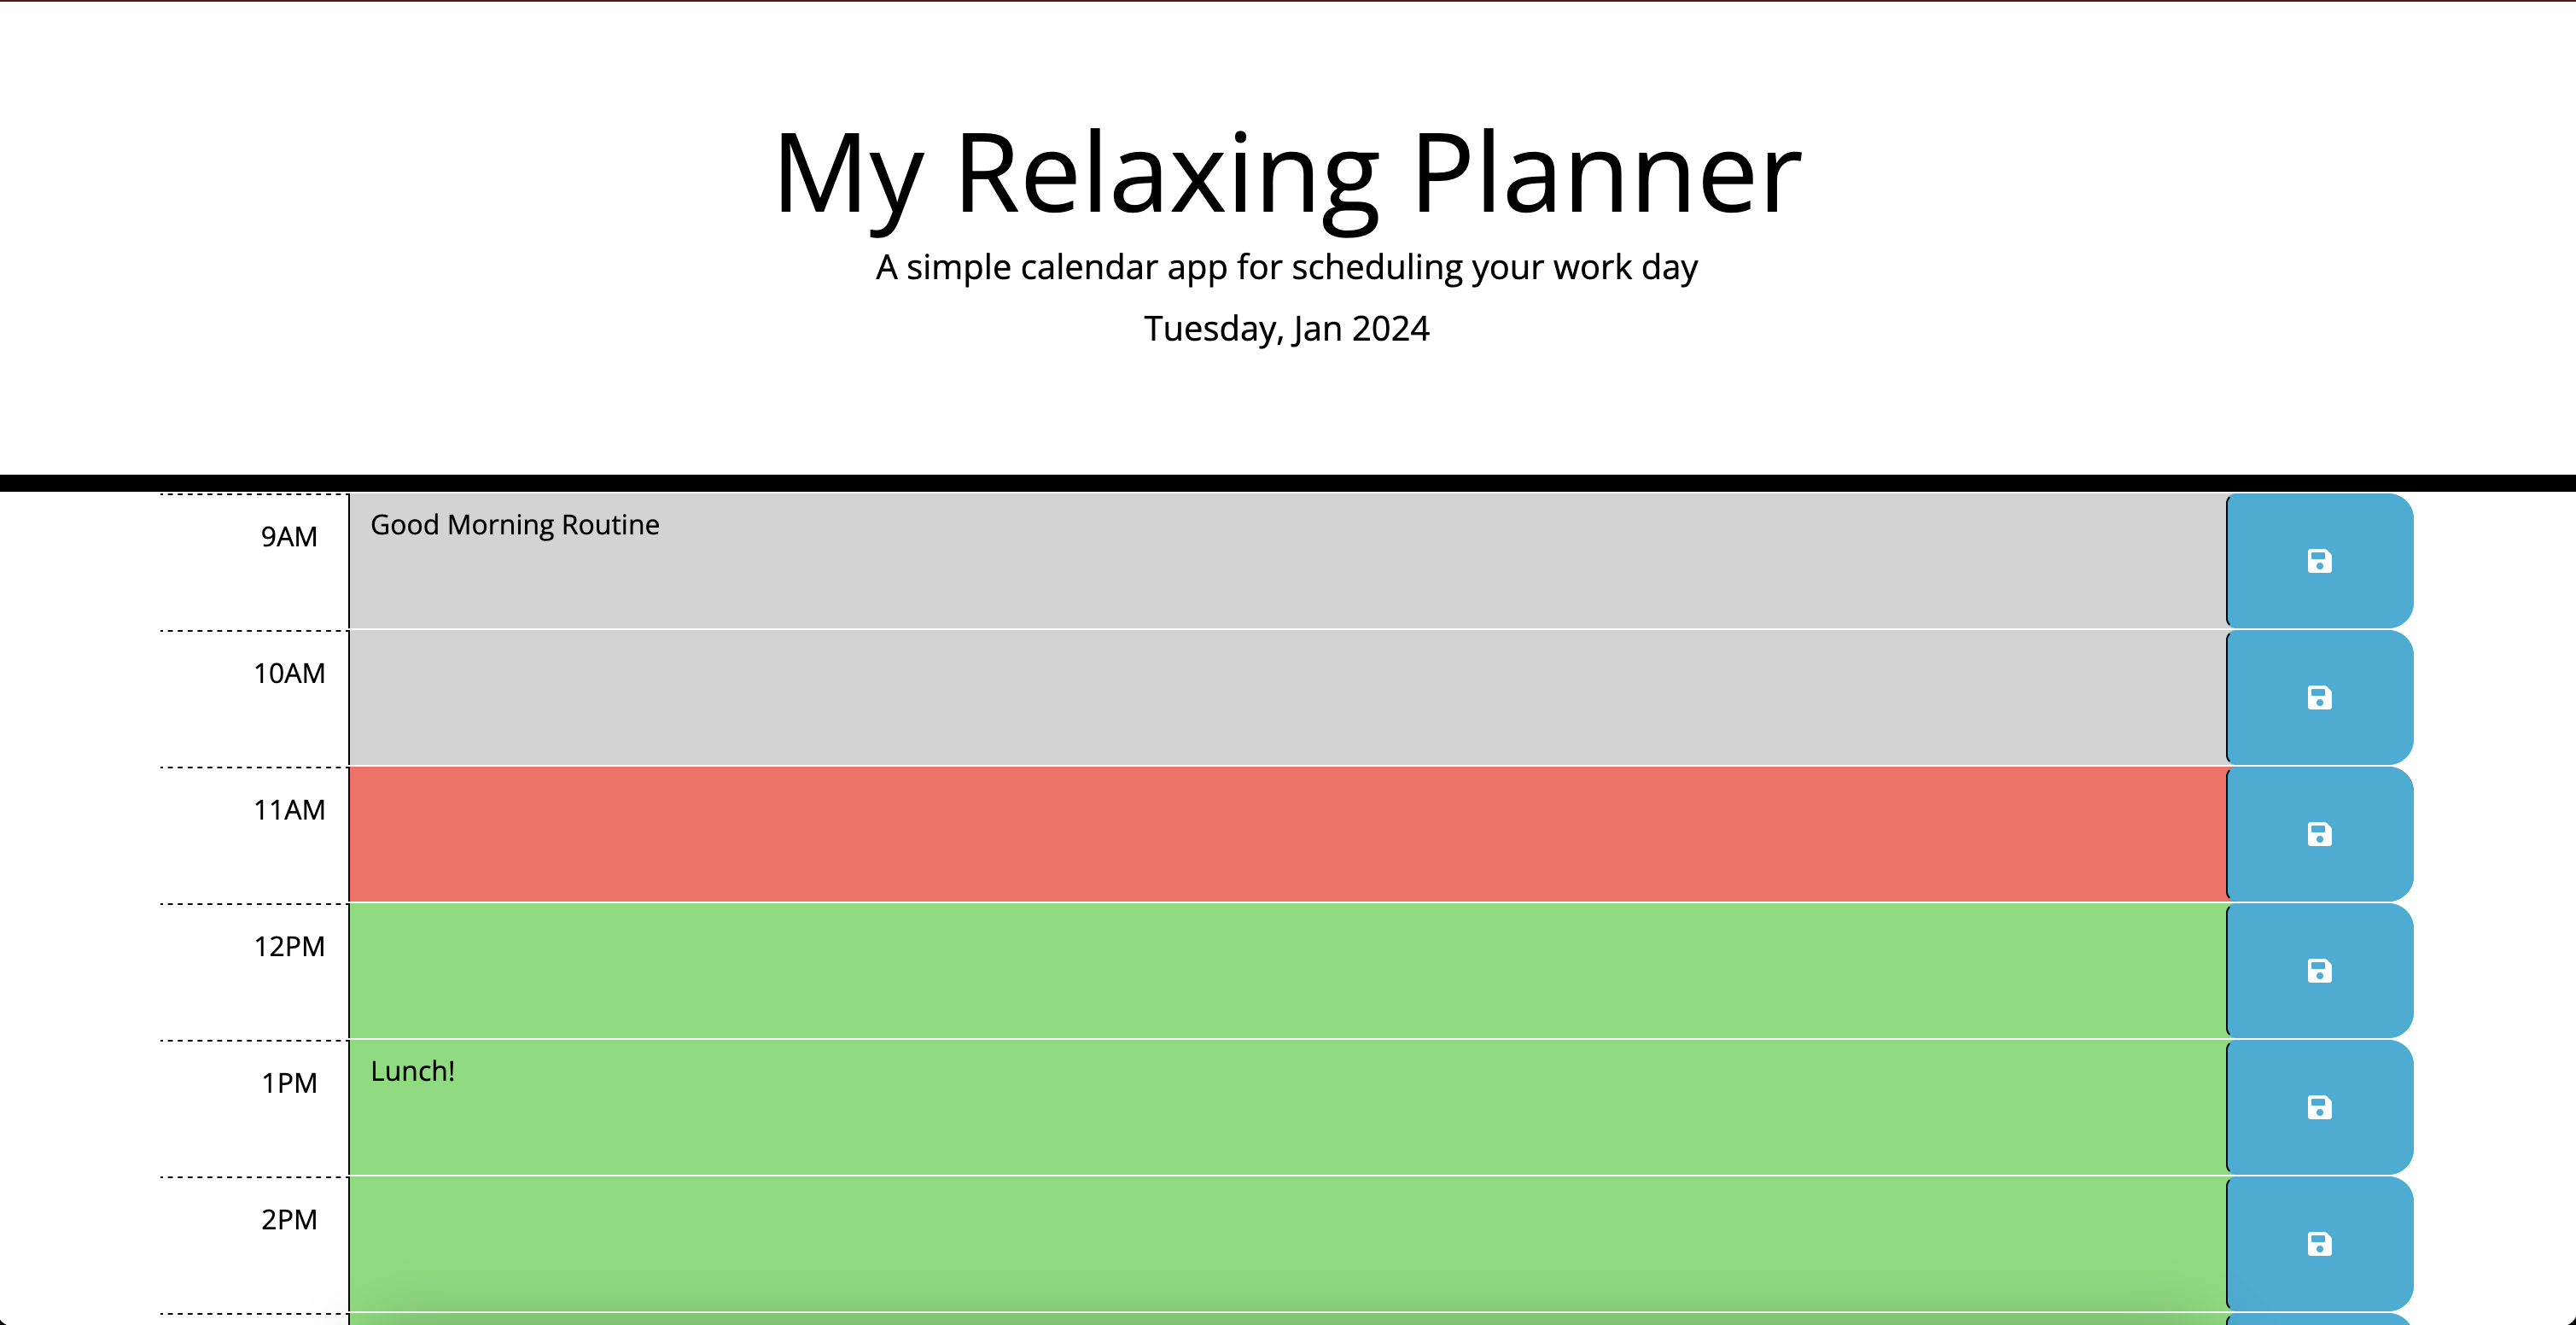 My Relaxing Planner
A simple calendar app for scheduling your work day
Tuesday, Jan 2024
9AM
Good Morning Routine
10AM
11AM
12PM
1PM
Lunch!
2PM